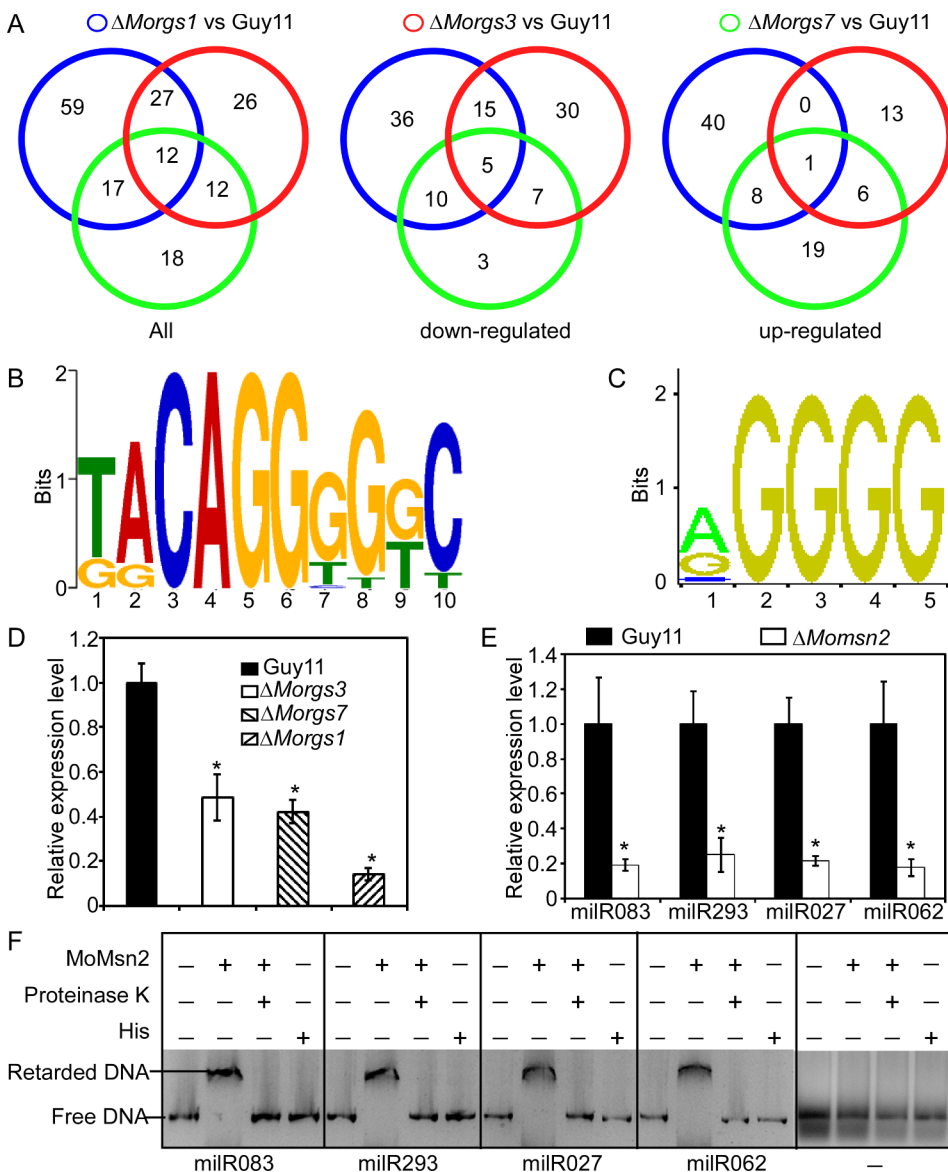 A
ΔMorgs1 vs Guy11
ΔMorgs3 vs Guy11
ΔMorgs7 vs Guy11
59 27 26
12
17 12
18
All
36 15 30
5
10 7
3
down-regulated
40 0 13
1
8 6
19
up-regulated
B
Bits
2
1
0
TACAGGGGGC
GGTTTT
1 2 3 4 5 6 7 8 9 10
C
Bits
2
1
0
AGGGG
G
1 2 3 4 5
D
Relative expression level
1.2
1.0
0.8
0.6
0.4
0.2
0
Guy11
ΔMorgs3
ΔMorgs7
ΔMorgs1
* * *
E
Guy11 ΔMomsn2
Relative expression level
1.4
1.2
1.0
0.8
0.6
0.4
0.2
0
* * * *
milR083 milR293 milR027 milR062
F
MoMsn2 – + + – – + + – – + + – – + + – – + + –
Proteinase K – – + – – – + – – – + – – – + – – – + –
His – – – + – – – + – – – + – – – + – – – +
Retarded DNA
Free DNA
milR083 milR293 milR027 milR062 –